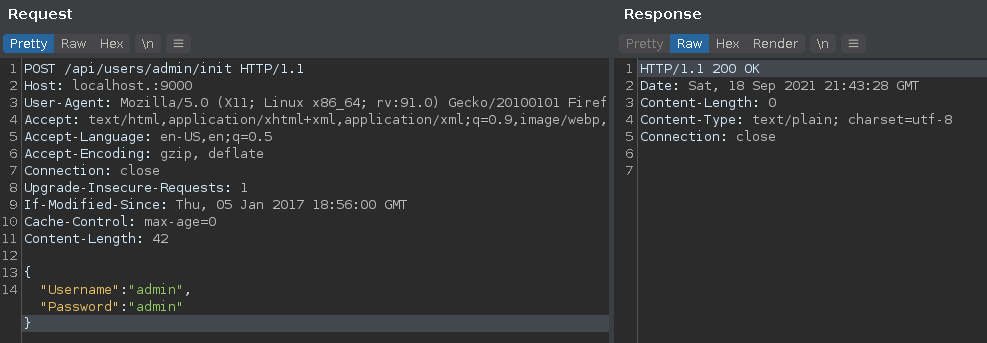 Request
Pretty Raw Hex \n ≡
1 POST /api/users/admin/init HTTP/1.1
2 Host: localhost.:9000
3 User-Agent: Mozilla/5.0 (X11; Linux x86_64; rv:91.0) Gecko/20100101 Firef
4 Accept: text/html,application/xhtml+xml,application/xml;q=0.9,image/webp,
5 Accept-Language: en-US,en;q=0.5
6 Accept-Encoding: gzip, deflate
7 Connection: close
8 Upgrade-Insecure-Requests: 1
9 If-Modified-Since: Thu, 05 Jan 2017 18:56:00 GMT
10 Cache-Control: max-age=0
11 Content-Length: 42
12
13 {
14 "Username":"admin",
"Password":"admin"
}
Response
Pretty Raw Hex Render \n ≡
1 HTTP/1.1 200 OK
2 Date: Sat, 18 Sep 2021 21:43:28 GMT
3 Content-Length: 0
4 Content-Type: text/plain; charset=utf-8
5 Connection: close
6
7